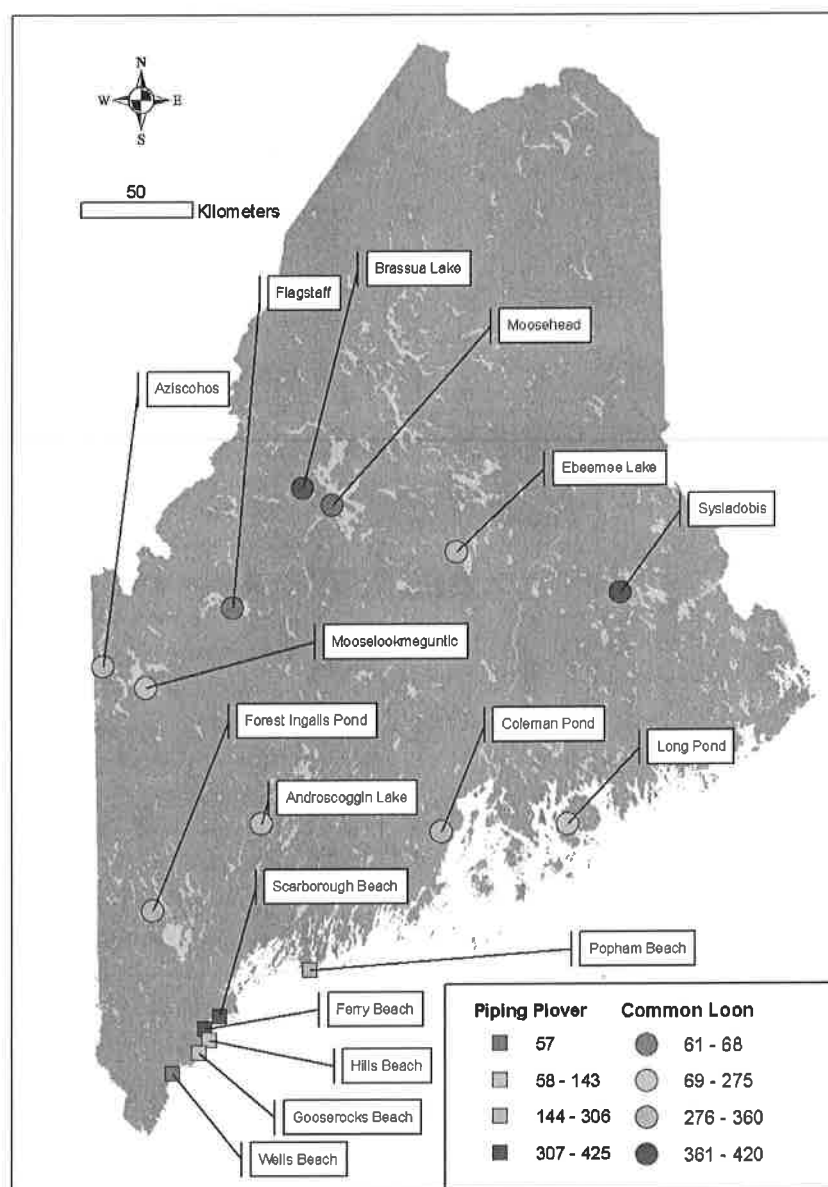 N
W E
S
50
Kilometers
Brassua Lake
Flagstaff
Moosehead
Aziscohos
Ebeemee Lake
Sysladobis
Mooselookmeguntic
Forest Ingalls Pond
Coleman Pond
Long Pond
Androscoggin Lake
Scarborough Beach
Popham Beach
Ferry Beach
Hills Beach
Gooserocks Beach
Wells Beach
Piping Plover Common Loon
57 61 - 68
58 - 143 69 - 275
144 - 306 276 - 360
307 - 425 361 - 420